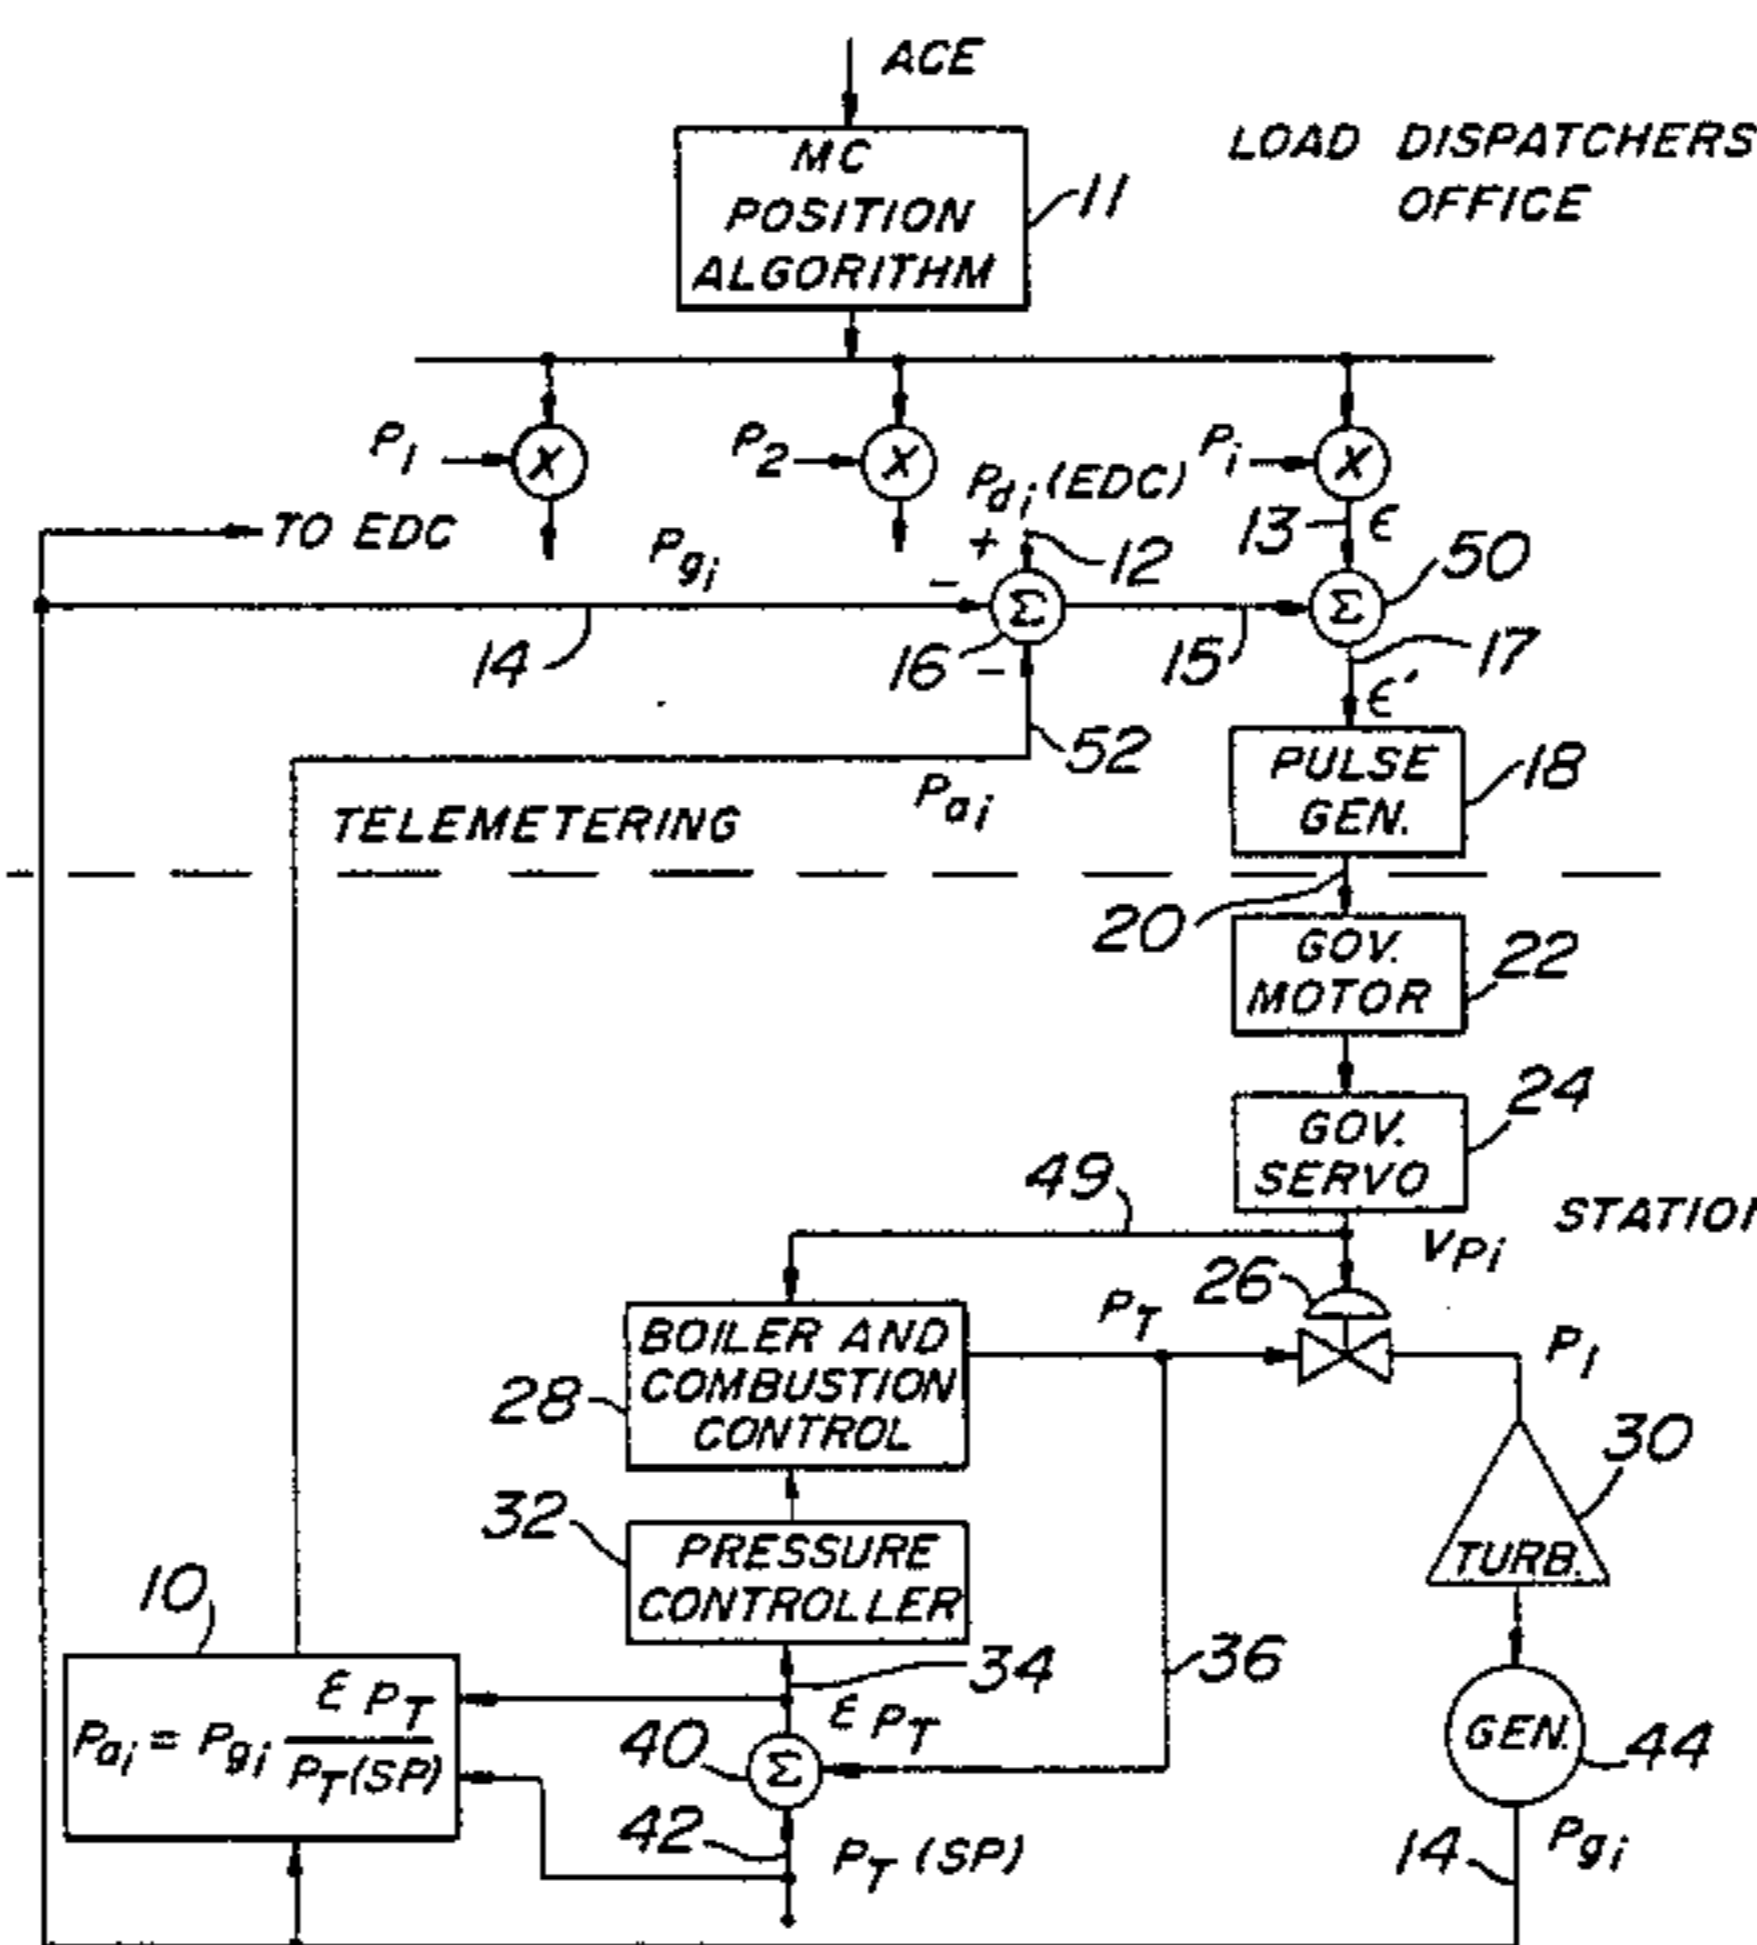 ACE
MC
POSITION
ALGORITHM
11
LOAD DISPATCHERS
OFFICE
P1
X
P2
X
Pdi (EDC)
Pi
X
TO EDC
Pgi
+
12
13
ϵ
50
-
Σ
Σ
14
16
-
15
17
ϵ'
52
Pai
PULSE
GEN.
18
TELEMETERING
20
GOV.
MOTOR
22
24
GOV.
SERVO
49
STATION
VPi
26
PT
P1
BOILER AND
COMBUSTION
CONTROL
28
30
TURB.
32
PRESSURE
CONTROLLER
10
34
36
Pai = Pgi ε PT / PT(SP)
ε PT
40
Σ
GEN.
44
42
PT (SP)
14
Pgi